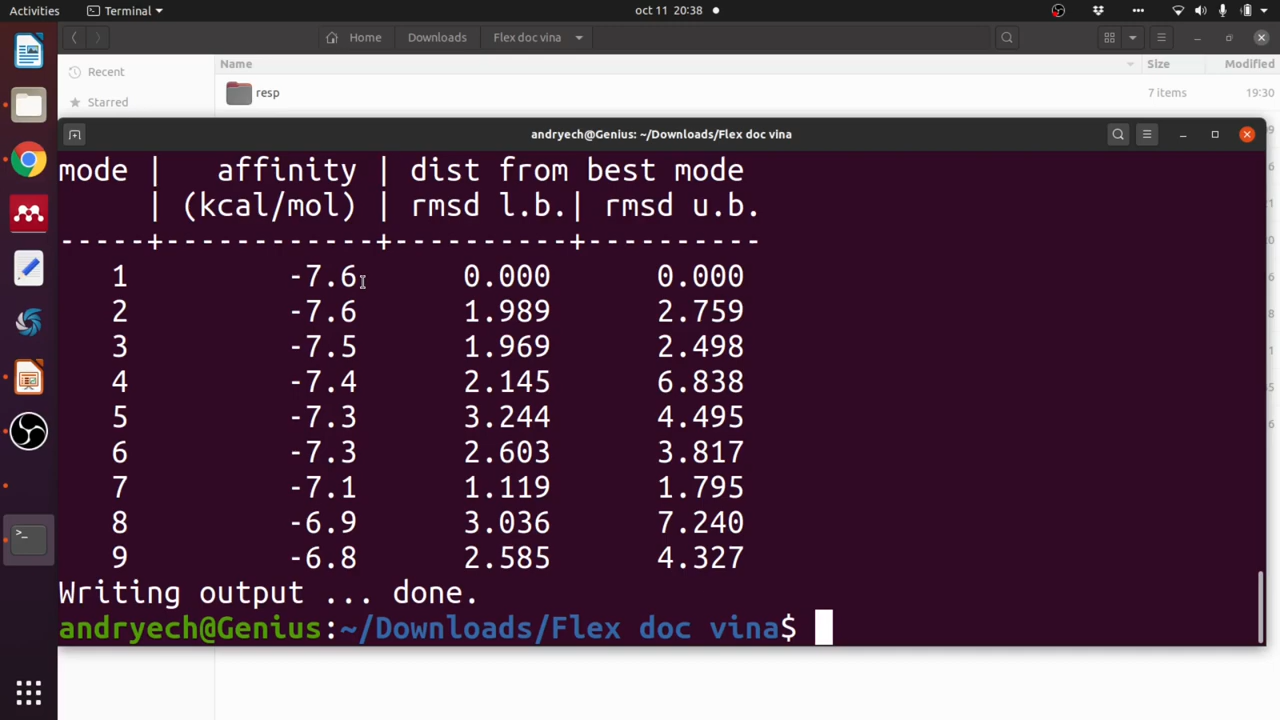 Activities Terminal oct 11 20:38
Home Downloads Flex doc vina
Recent Name Size Modified
Starred resp 7 items 19:30
andryech@Genius: ~/Downloads/Flex doc vina
mode | affinity | dist from best mode
| (kcal/mol) | rmsd l.b.| rmsd u.b.
-----+------------+----------+----------
1 -7.6 0.000 0.000
2 -7.6 1.989 2.759
3 -7.5 1.969 2.498
4 -7.4 2.145 6.838
5 -7.3 3.244 4.495
6 -7.3 2.603 3.817
7 -7.1 1.119 1.795
8 -6.9 3.036 7.240
9 -6.8 2.585 4.327
Writing output ... done.
andryech@Genius:~/Downloads/Flex doc vina$